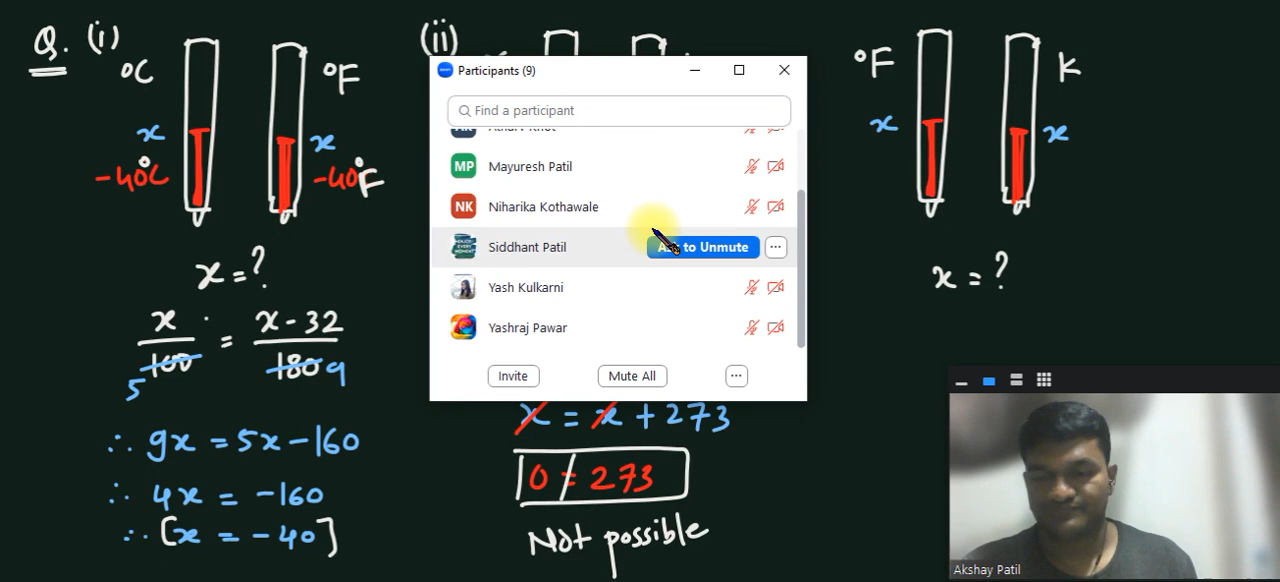 Q. (i)
(ii)
°C
°F
x
x
-40°C
-40°F
x = ?
x/100 = x - 32/180
5
9
∴ 9x = 5x - 160
∴ 4x = -160
∴ [x = -40]
Participants (9)
Find a participant
MP Mayuresh Patil
NK Niharika Kothawale
Siddhant Patil
to Unmute
Yash Kulkarni
Yashraj Pawar
Invite
Mute All
x = x + 273
0 = 273
Not possible
°F
K
x
x
x = ?
Akshay Patil